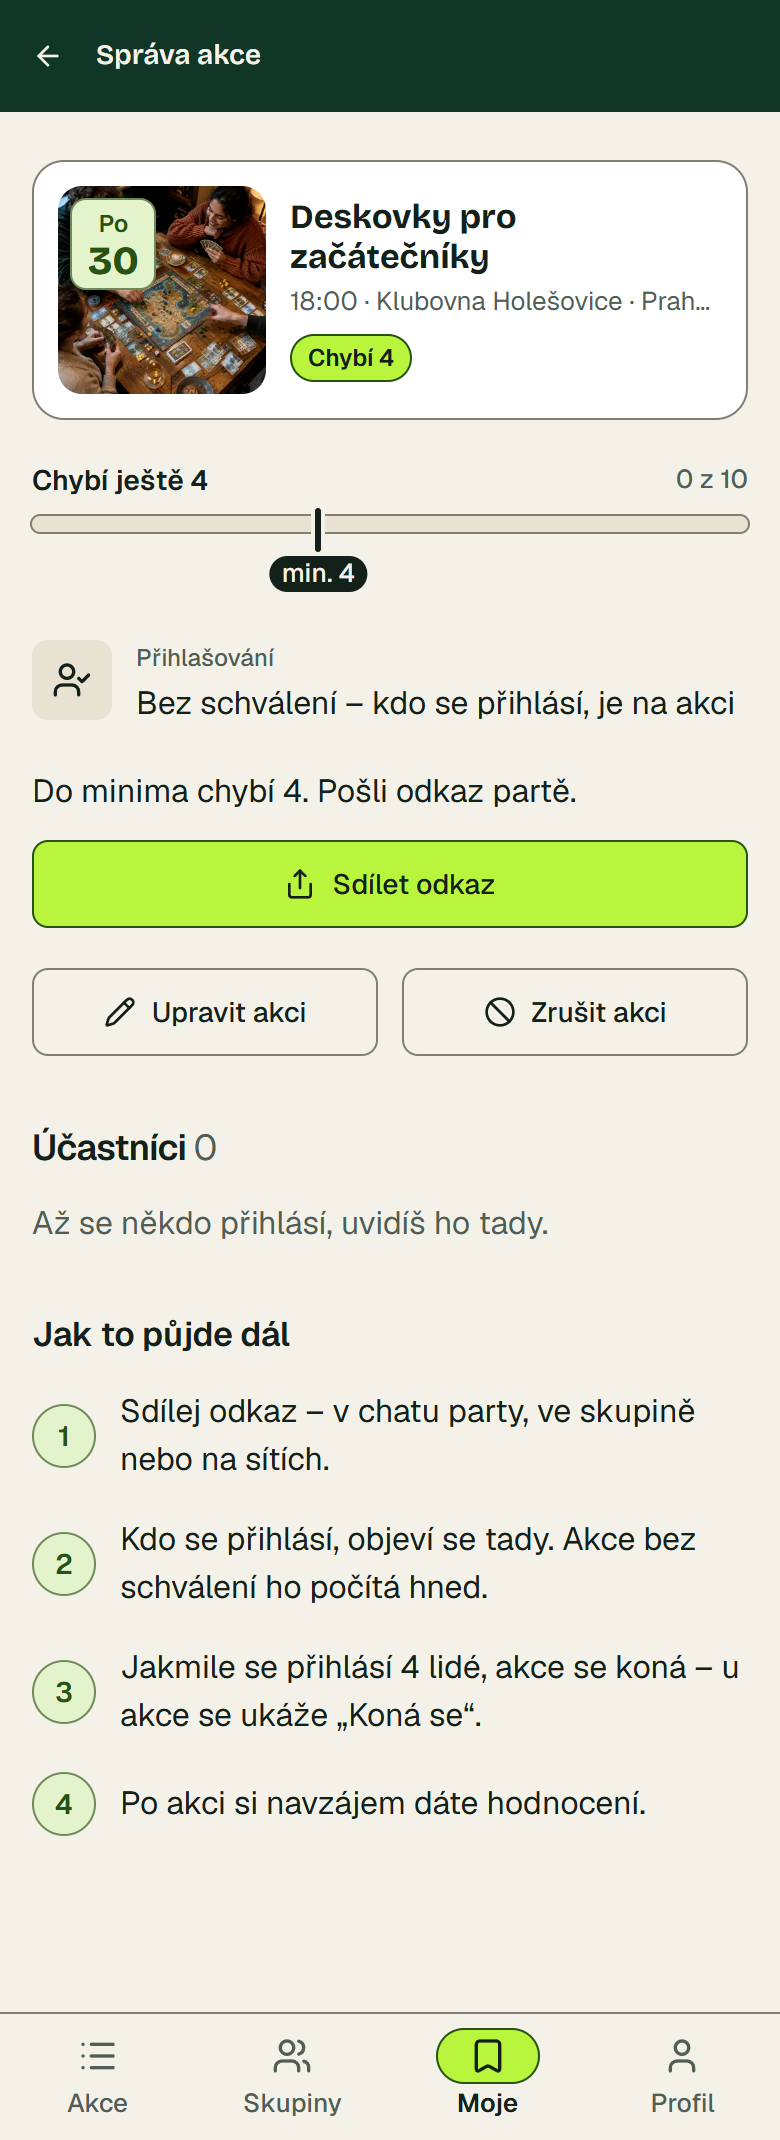 Správa akce
Po
30
Deskovky pro
začátečníky
18:00 · Klubovna Holešovice · Prah...
Chybí 4
Chybí ještě 4
0 z 10
min. 4
Přihlašování
Bez schválení – kdo se přihlásí, je na akci
Do minima chybí 4. Pošli odkaz partě.
Sdílet odkaz
Upravit akci
Zrušit akci
Účastníci 0
Až se někdo přihlásí, uvidíš ho tady.
Jak to půjde dál
1
Sdílej odkaz – v chatu party, ve skupině
nebo na sítích.
2
Kdo se přihlásí, objeví se tady. Akce bez
schválení ho počítá hned.
3
Jakmile se přihlásí 4 lidé, akce se koná – u
akce se ukáže „Koná se“.
4
Po akci si navzájem dáte hodnocení.
Akce
Skupiny
Moje
Profil